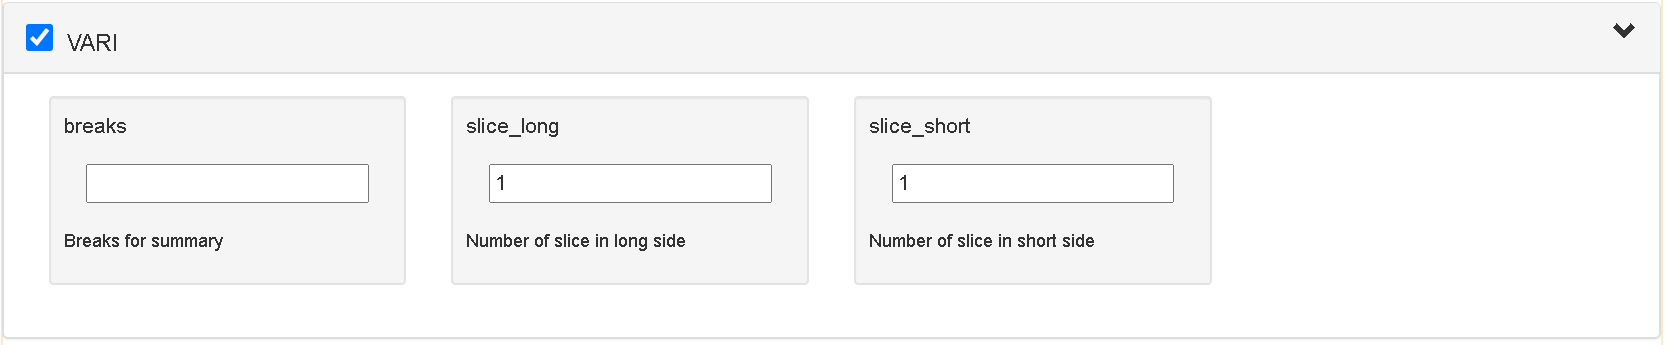 VARI
breaks
Breaks for summary
slice_long
1
Number of slice in long side
slice_short
1
Number of slice in short side